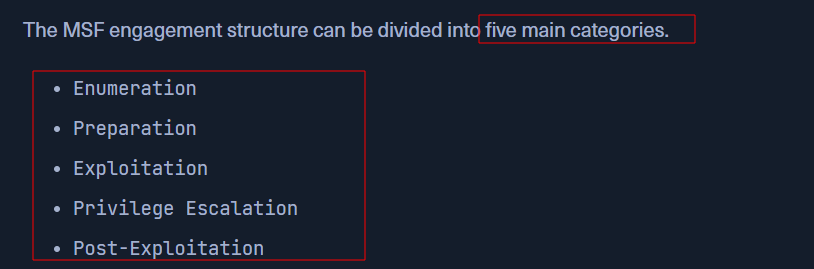 The MSF engagement structure can be divided into five main categories.
• Enumeration
• Preparation
• Exploitation
• Privilege Escalation
• Post-Exploitation